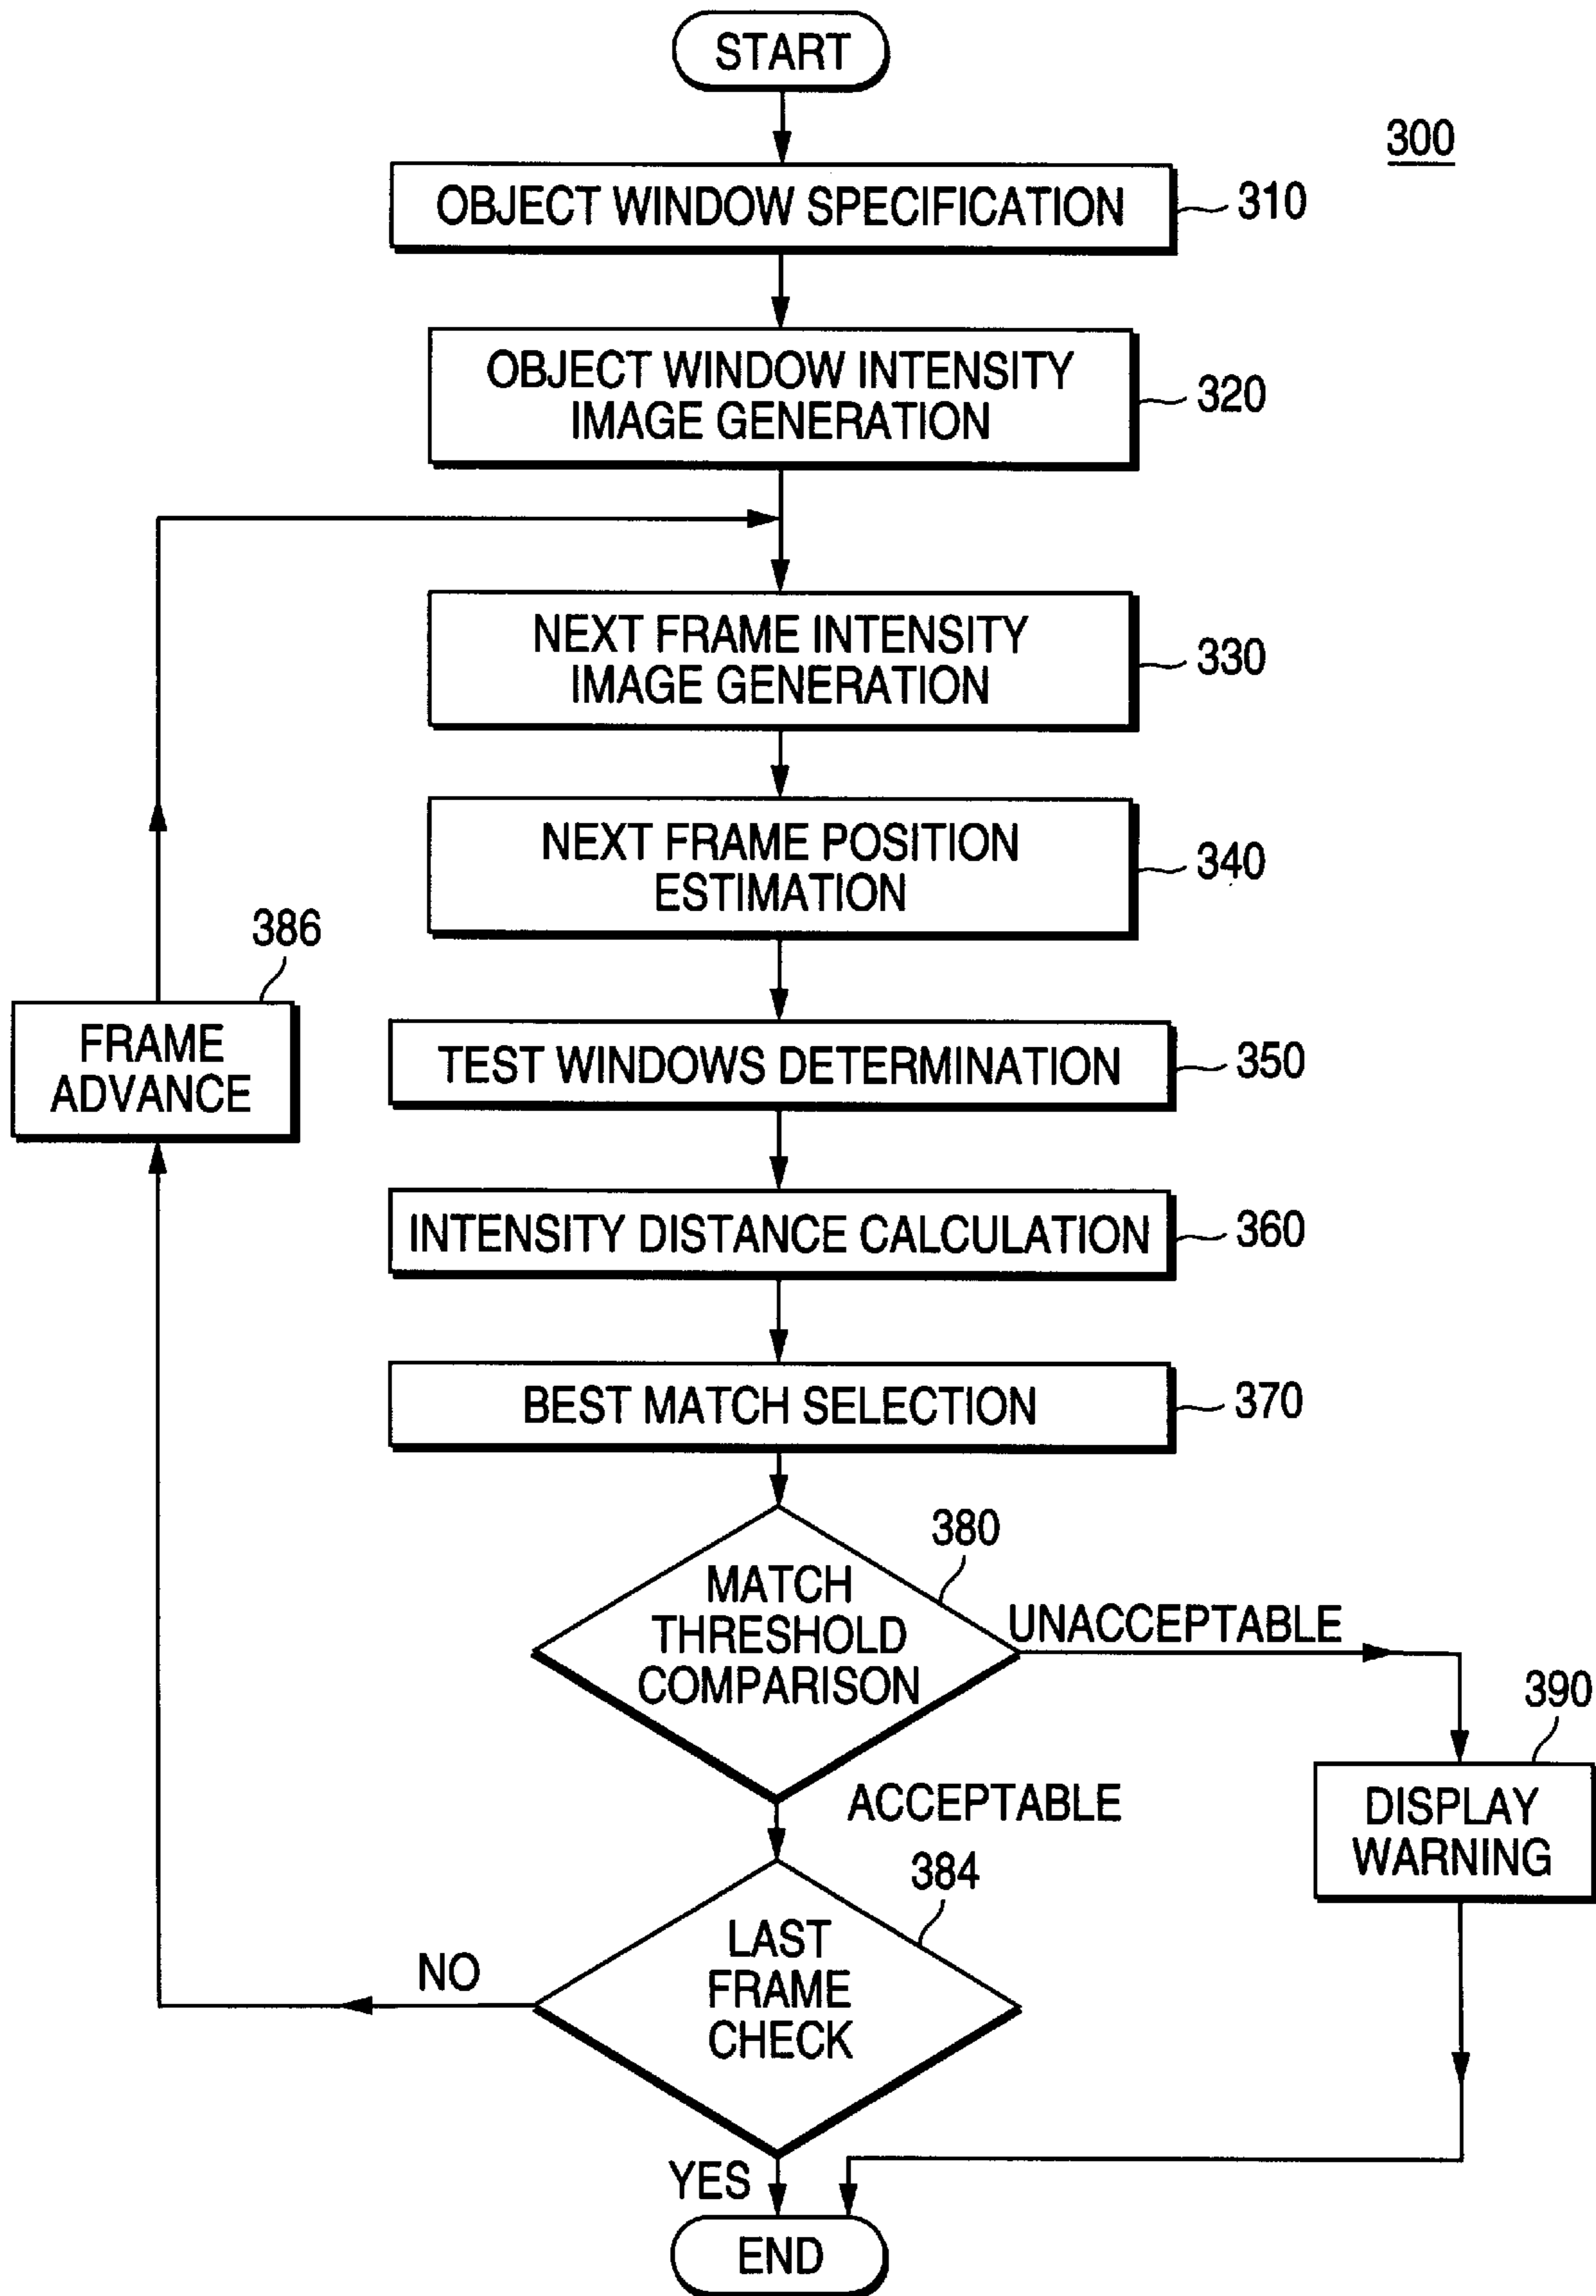 START
300
OBJECT WINDOW SPECIFICATION
310
OBJECT WINDOW INTENSITY
IMAGE GENERATION
320
NEXT FRAME INTENSITY
IMAGE GENERATION
330
NEXT FRAME POSITION
ESTIMATION
340
386
FRAME
ADVANCE
TEST WINDOWS DETERMINATION
350
INTENSITY DISTANCE CALCULATION
360
BEST MATCH SELECTION
370
380
MATCH
THRESHOLD
COMPARISON
UNACCEPTABLE
390
DISPLAY
WARNING
ACCEPTABLE
384
LAST
FRAME
CHECK
NO
YES
END